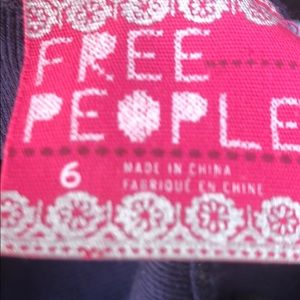 FREE
PEOPLE
6
MADE IN CHINA
FABRIQUÉ EN CHINE